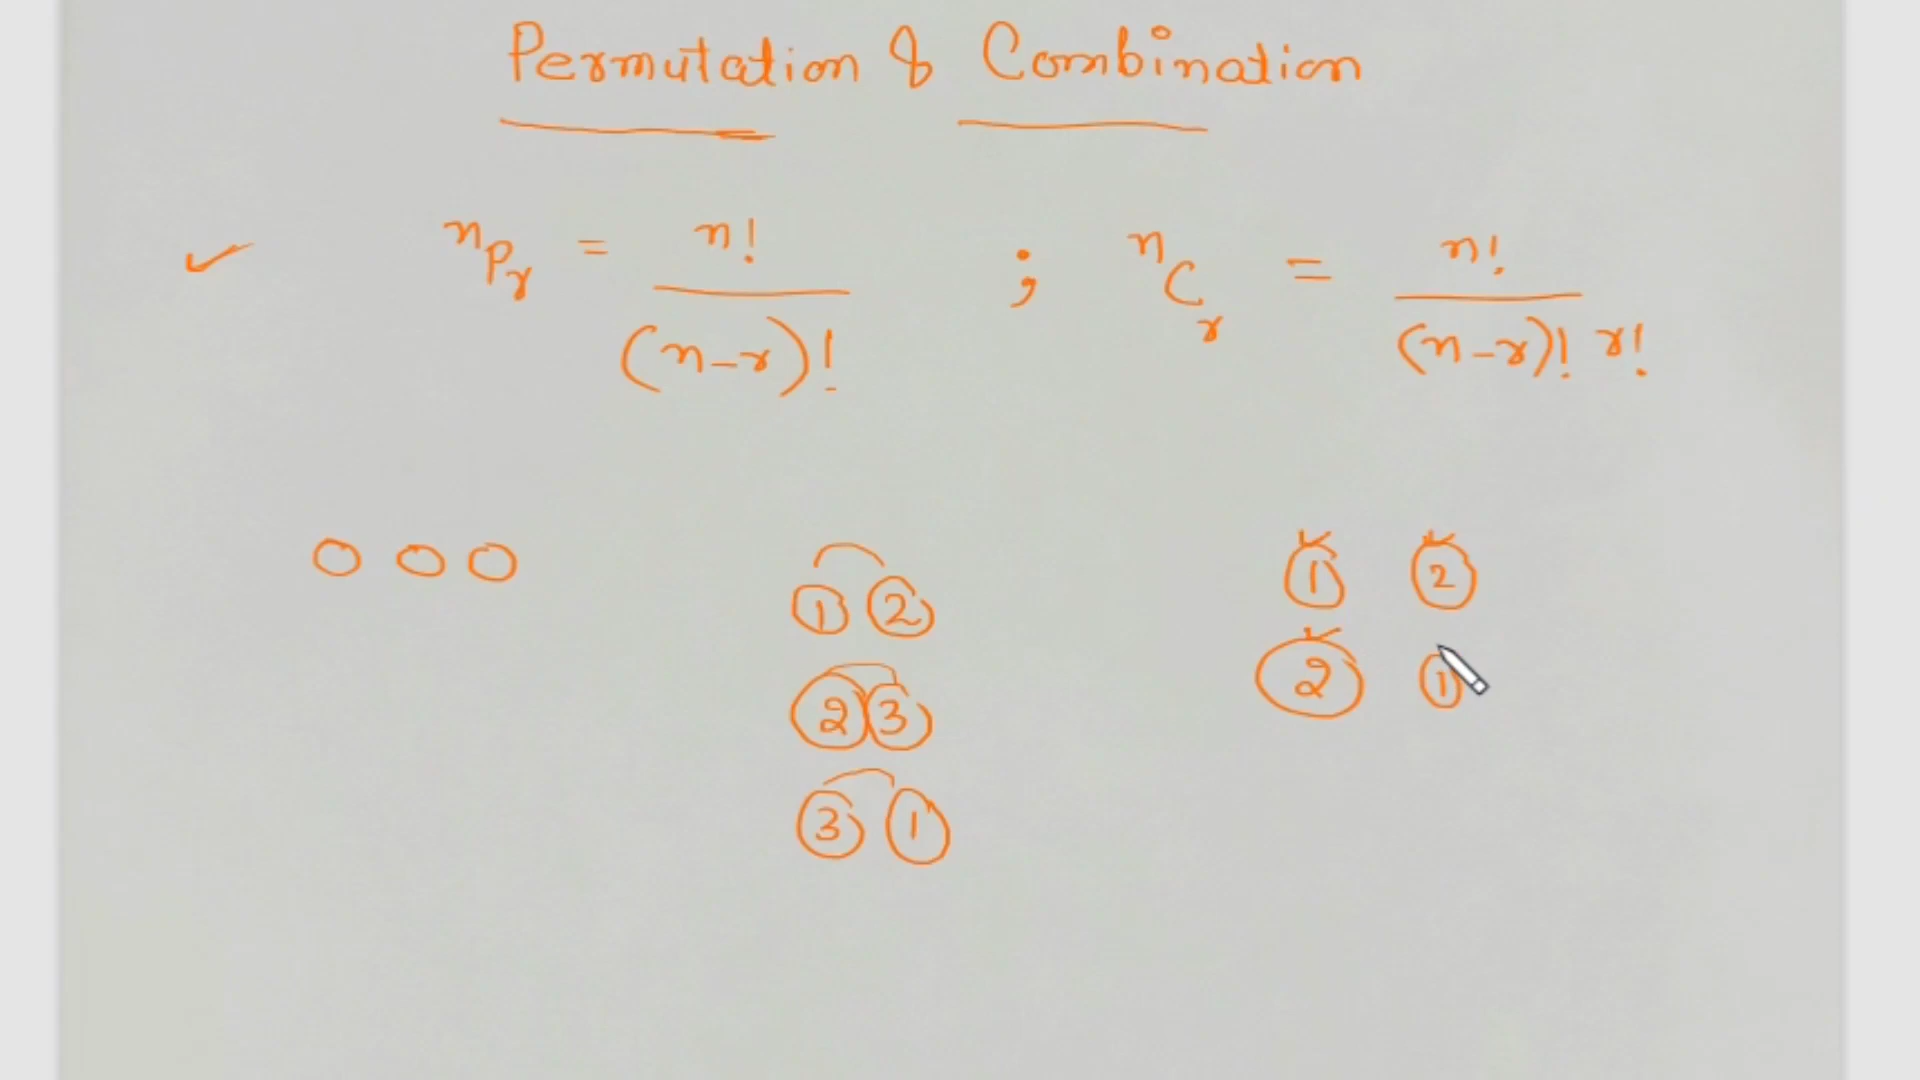 Permutation & Combination
nPr = n! / (n-r)! ; nCr = n! / (n-r)! r!
1 2
2 3
3 1
1 2
2 1